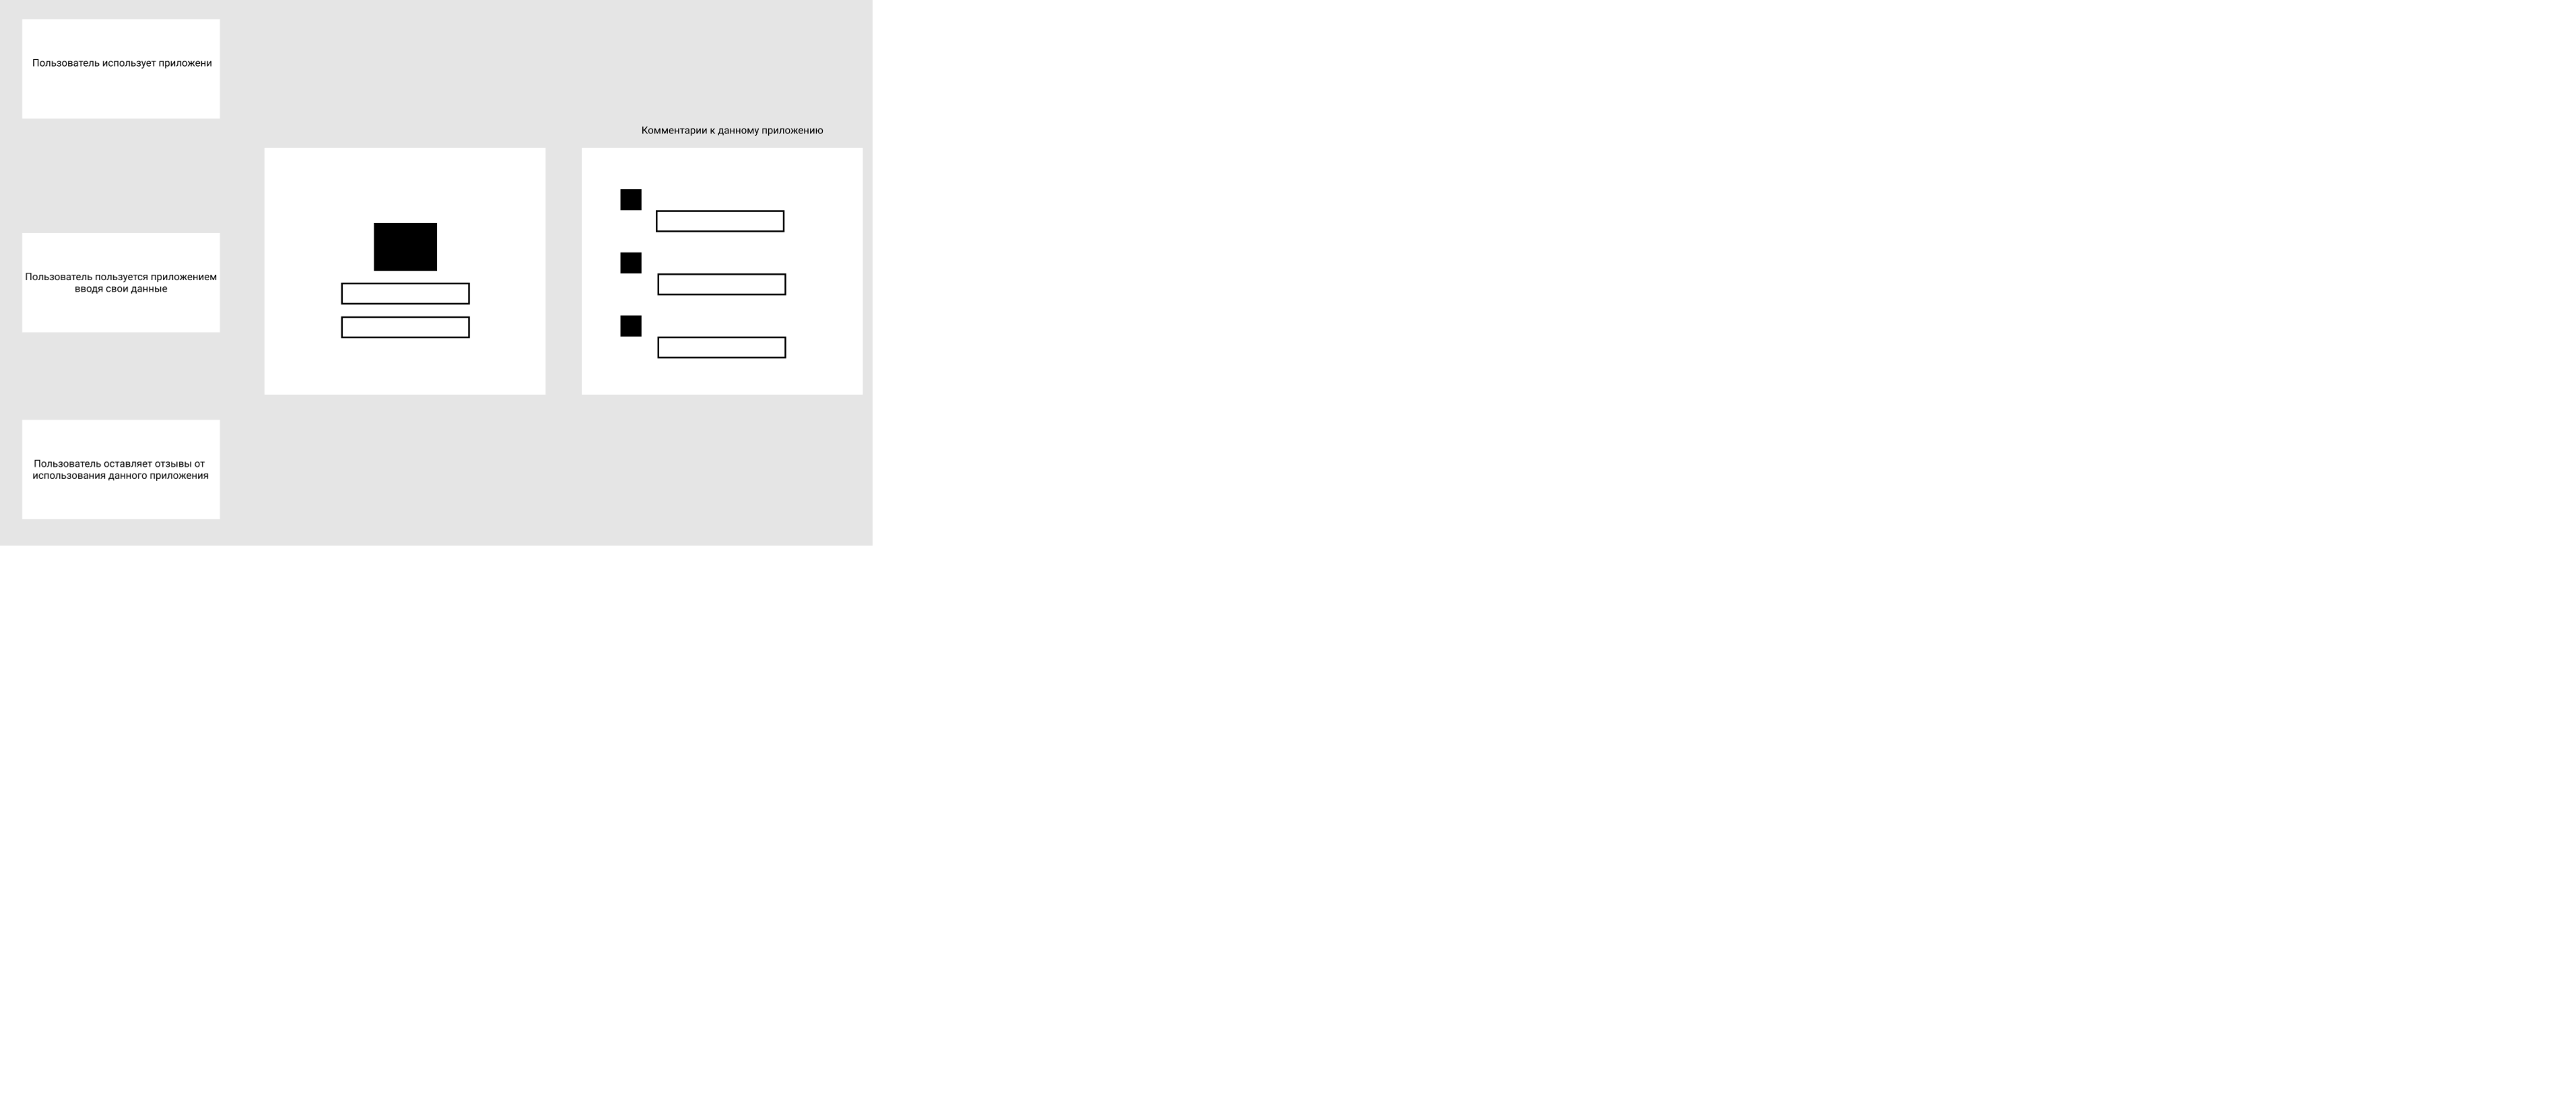 Пользователь использует приложени
Комментарии к данному приложению
Пользователь пользуется приложением
вводя свои данные
Пользователь оставляет отзывы от
использования данного приложения